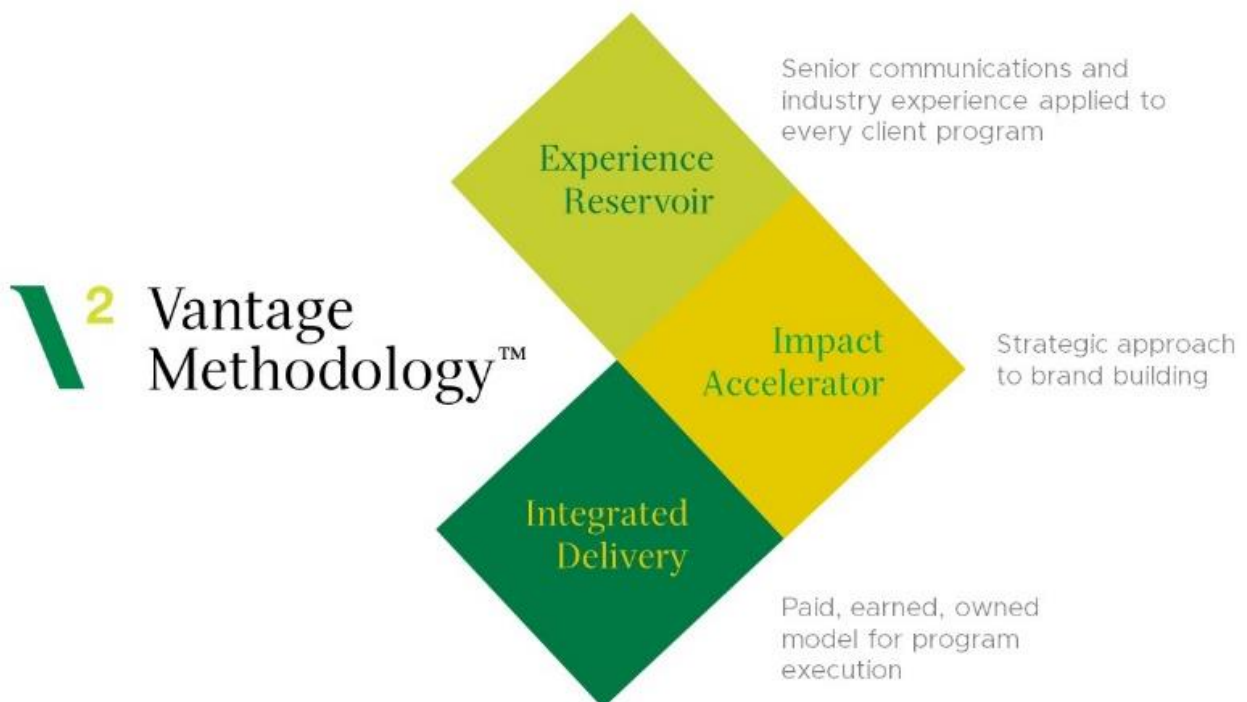 Senior communications and
industry experience applied to
every client program
Experience
Reservoir
2
Vantage
Methodology™
Impact
Accelerator
Strategic approach
to brand building
Integrated
Delivery
Paid, earned, owned
model for program
execution